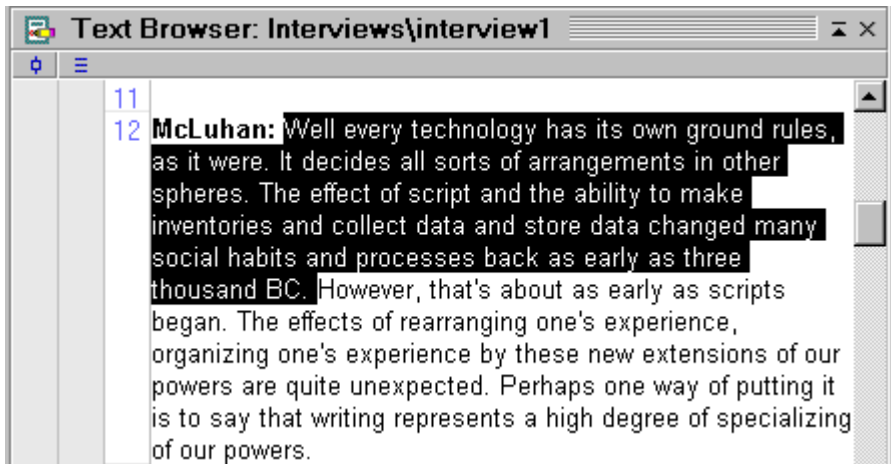 Text Browser: Interviews\interview1
11
12 McLuhan: Well every technology has its own ground rules,
as it were. It decides all sorts of arrangements in other
spheres. The effect of script and the ability to make
inventories and collect data and store data changed many
social habits and processes back as early as three
thousand BC. However, that's about as early as scripts
began. The effects of rearranging one's experience,
organizing one's experience by these new extensions of our
powers are quite unexpected. Perhaps one way of putting it
is to say that writing represents a high degree of specializing
of our powers.